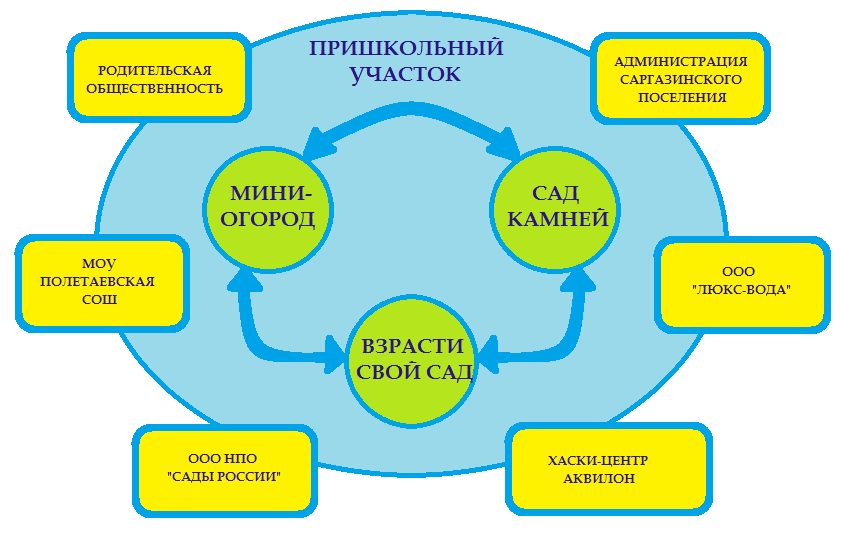 ПРИШКОЛЬНЫЙ
УЧАСТОК
РОДИТЕЛЬСКАЯ
ОБЩЕСТВЕННОСТЬ
АДМИНИСТРАЦИЯ
САРГАЗИНСКОГО
ПОСЕЛЕНИЯ
МИНИ-
ОГОРОД
САД
КАМНЕЙ
МОУ
ПОЛЕТАЕВСКАЯ
СОШ
ООО
"ЛЮКС-ВОДА"
ВЗРАСТИ
СВОЙ САД
ООО НПО
"САДЫ РОССИИ"
ХАСКИ-ЦЕНТР
АКВИЛОН